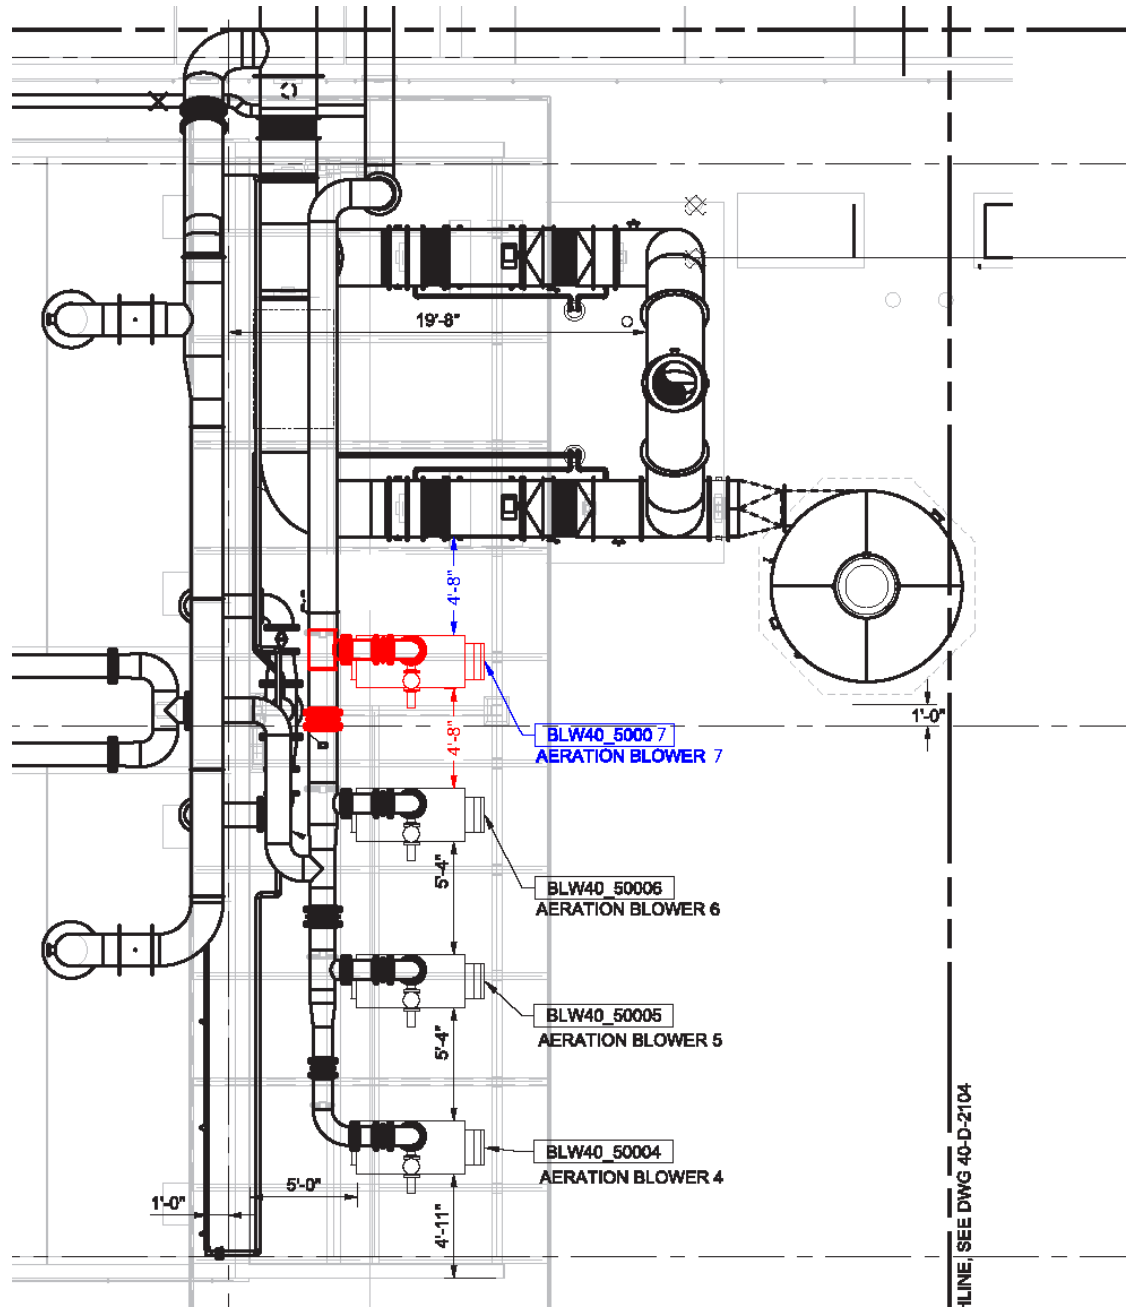 19'-8"
4'-8"
1'-0"
4'-8"
BLW40_5000 7
AERATION BLOWER 7
5'-4"
BLW40_50006
AERATION BLOWER 6
5'-4"
BLW40_50005
AERATION BLOWER 5
BLW40_50004
AERATION BLOWER 4
5'-0"
1'-0"
4'-11"
HLINE, SEE DWG 40-D-2104